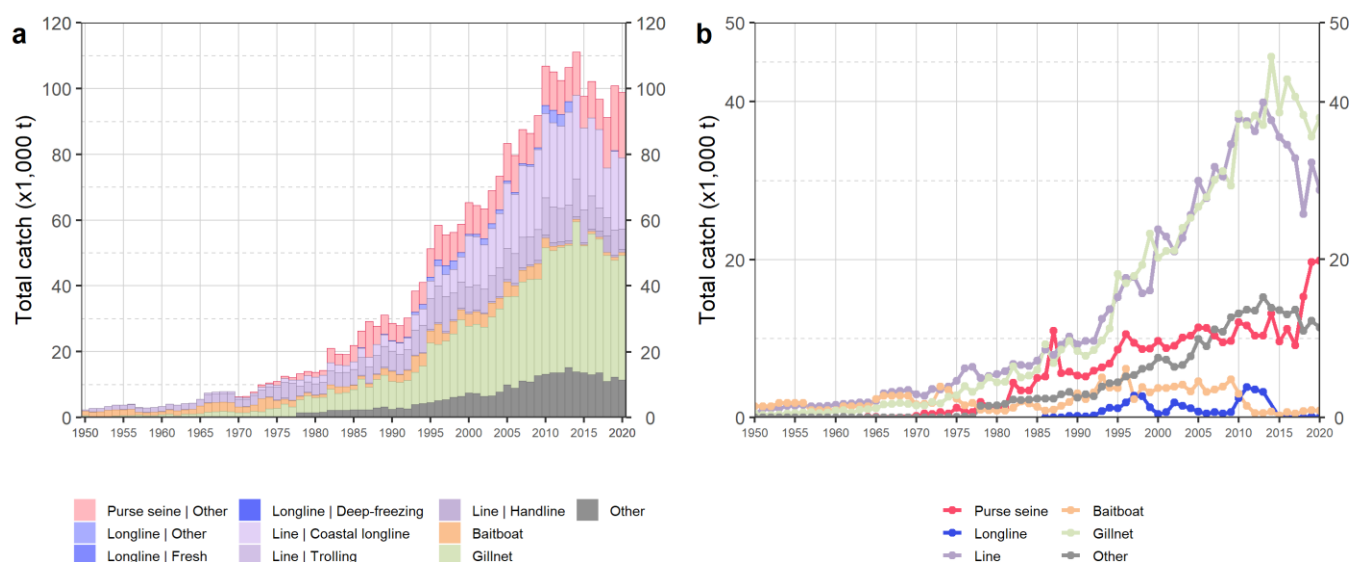 a
Total catch (x1,000 t)
120
100
80
60
40
20
0
120
100
80
60
40
20
0
1950 1955 1960 1965 1970 1975 1980 1985 1990 1995 2000 2005 2010 2015 2020
Purse seine | Other
Longline | Deep-freezing
Line | Handline
Other
Longline | Other
Line | Coastal longline
Baitboat
Longline | Fresh
Line | Trolling
Gillnet
b
Total catch (x1,000 t)
50
40
20
0
50
40
20
0
1950 1955 1960 1965 1970 1975 1980 1985 1990 1995 2000 2005 2010 2015 2020
Purse seine
Baitboat
Longline
Gillnet
Line
Other